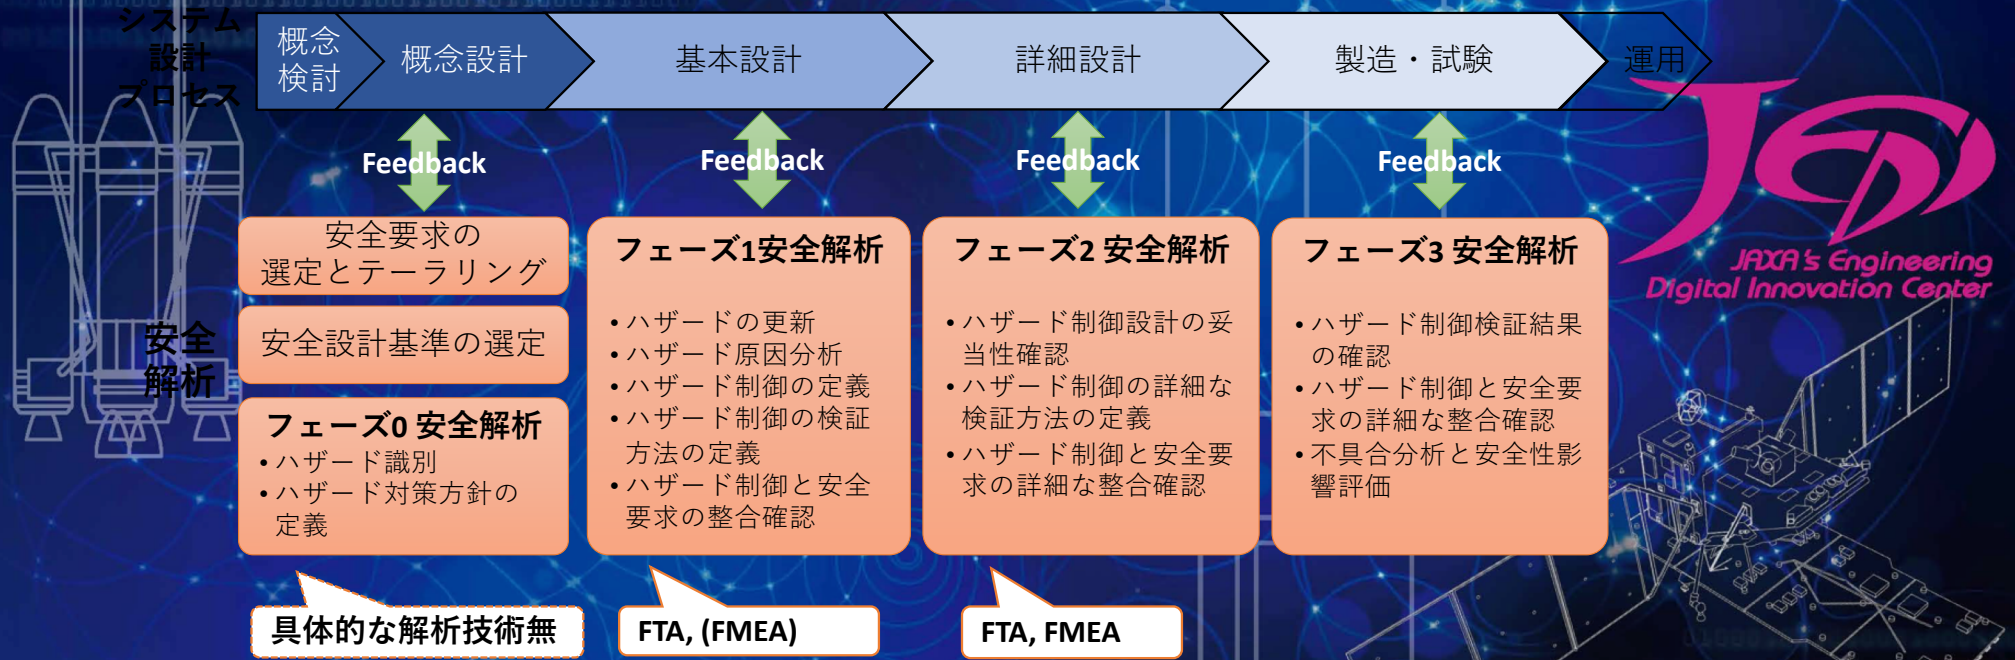 システム
設計
プロセス
概念
検討
概念設計
基本設計
詳細設計
製造・試験
運用
Feedback
Feedback
Feedback
Feedback
JEDI
JAXA's Engineering
Digital Innovation Center
安全
解析
安全要求の
選定とテーラリング
安全設計基準の選定
フェーズ0 安全解析
• ハザード識別
• ハザード対策方針の
定義
フェーズ1安全解析
• ハザードの更新
• ハザード原因分析
• ハザード制御の定義
• ハザード制御の検証
方法の定義
• ハザード制御と安全
要求の整合確認
フェーズ2 安全解析
• ハザード制御設計の妥
当性確認
• ハザード制御の詳細な
検証方法の定義
• ハザード制御と安全要
求の詳細な整合確認
フェーズ3 安全解析
• ハザード制御検証結果
の確認
• ハザード制御と安全要
求の詳細な整合確認
• 不具合分析と安全性影
響評価
具体的な解析技術無
FTA, (FMEA)
FTA, FMEA